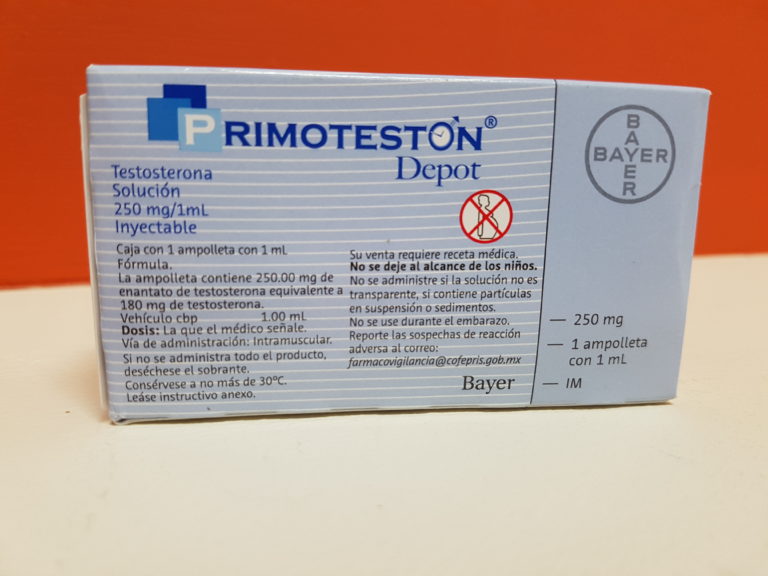 PRIMOTESTON®
Depot
Testosterona
Solución
250 mg/1mL
Inyectable
Caja con 1 ampolleta con 1 mL
Fórmula.
La ampolleta contiene 250.00 mg de
enantato de testosterona equivalente a
180 mg de testosterona.
Vehículo cbp 1.00 mL
Dosis: La que el médico señale.
Vía de administración: Intramuscular.
Si no se administra todo el producto,
deséchese el sobrante.
Consérvese a no más de 30°C.
Leáse instructivo anexo.
Su venta requiere receta médica.
No se deje al alcance de los niños.
No se administre si la solución no es
transparente, si contiene partículas
en suspensión o sedimentos.
No se use durante el embarazo.
Reporte las sospechas de reacción
adversa al correo:
farmacovigilancia@cofepris.gob.mx
Bayer
BAYER
BAYER
— 250 mg
— 1 ampolleta
con 1 mL
— IM